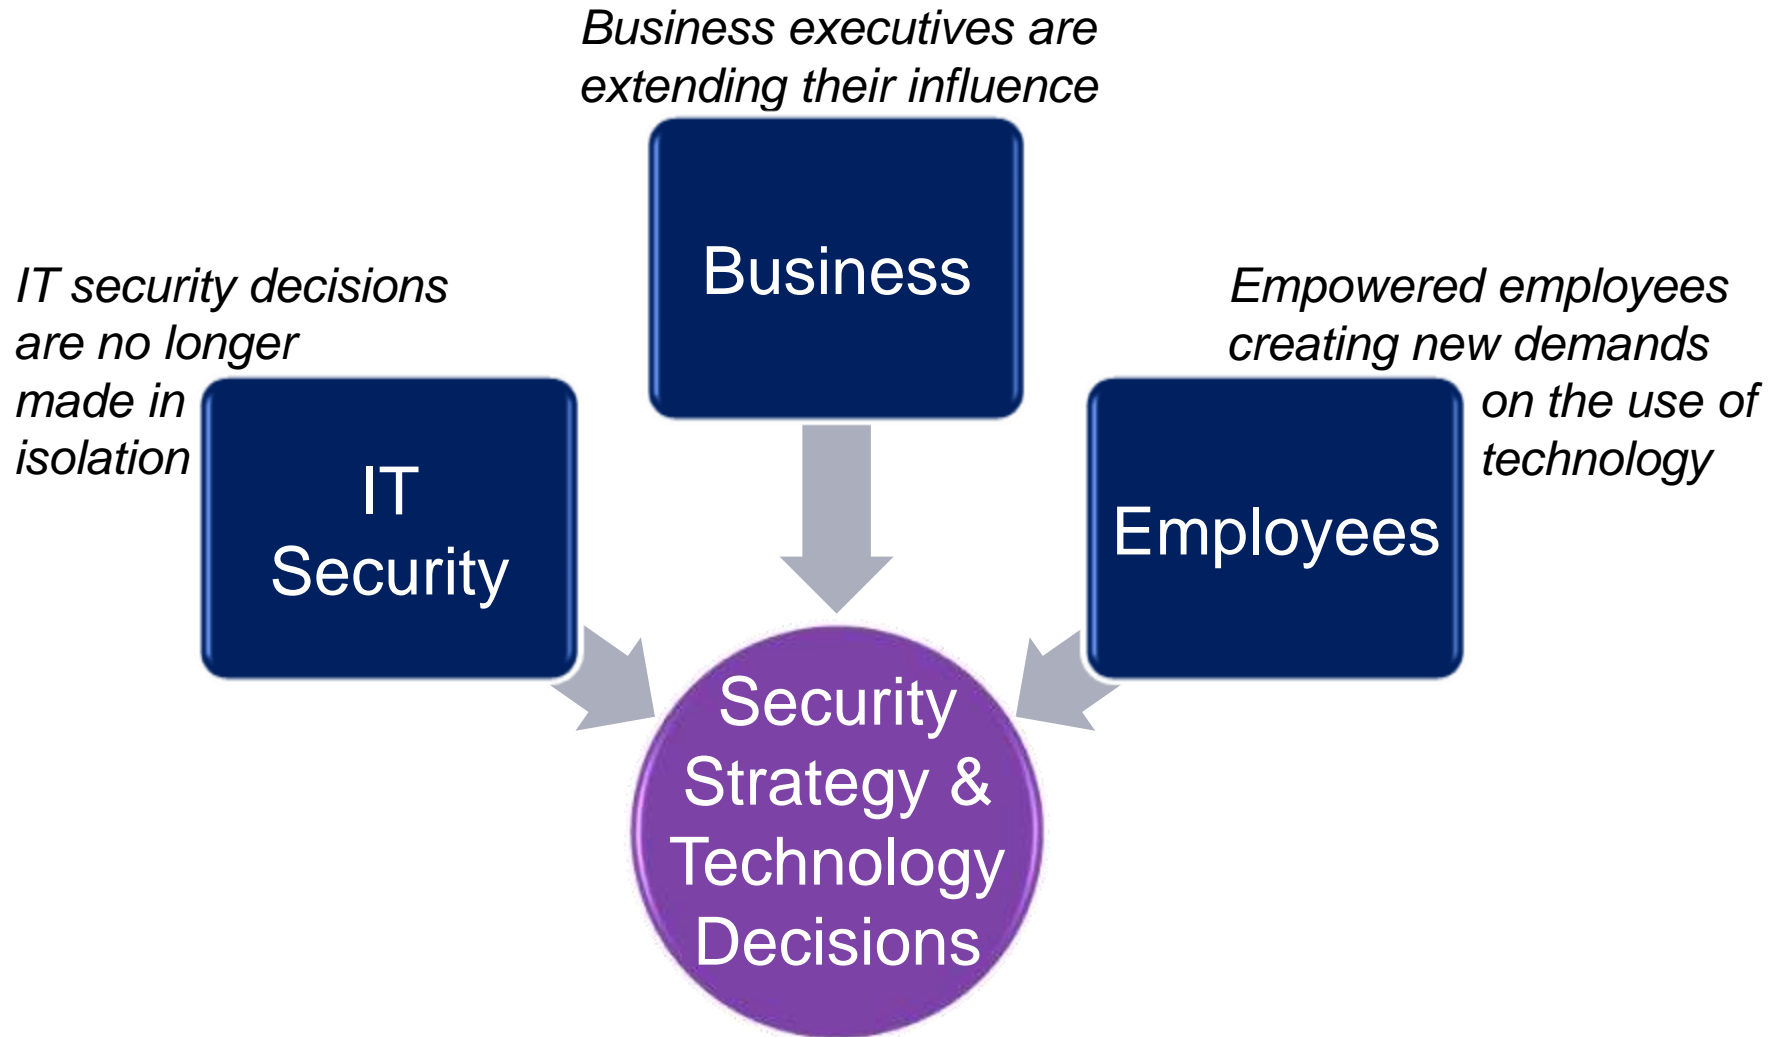 Business executives are
extending their influence
Business
IT security decisions
are no longer
made in
isolation
IT
Security
Empowered employees
creating new demands
on the use of
technology
Employees
Security
Strategy &
Technology
Decisions